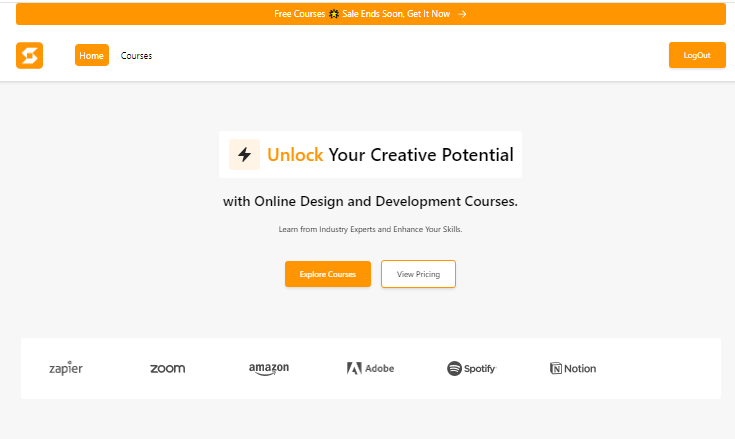 Free Courses 🌟 Sale Ends Soon, Get It Now →
Home Courses LogOut
Unlock Your Creative Potential
with Online Design and Development Courses.
Learn from Industry Experts and Enhance Your Skills.
Explore Courses View Pricing
zapier zoom amazon Adobe Spotify Notion